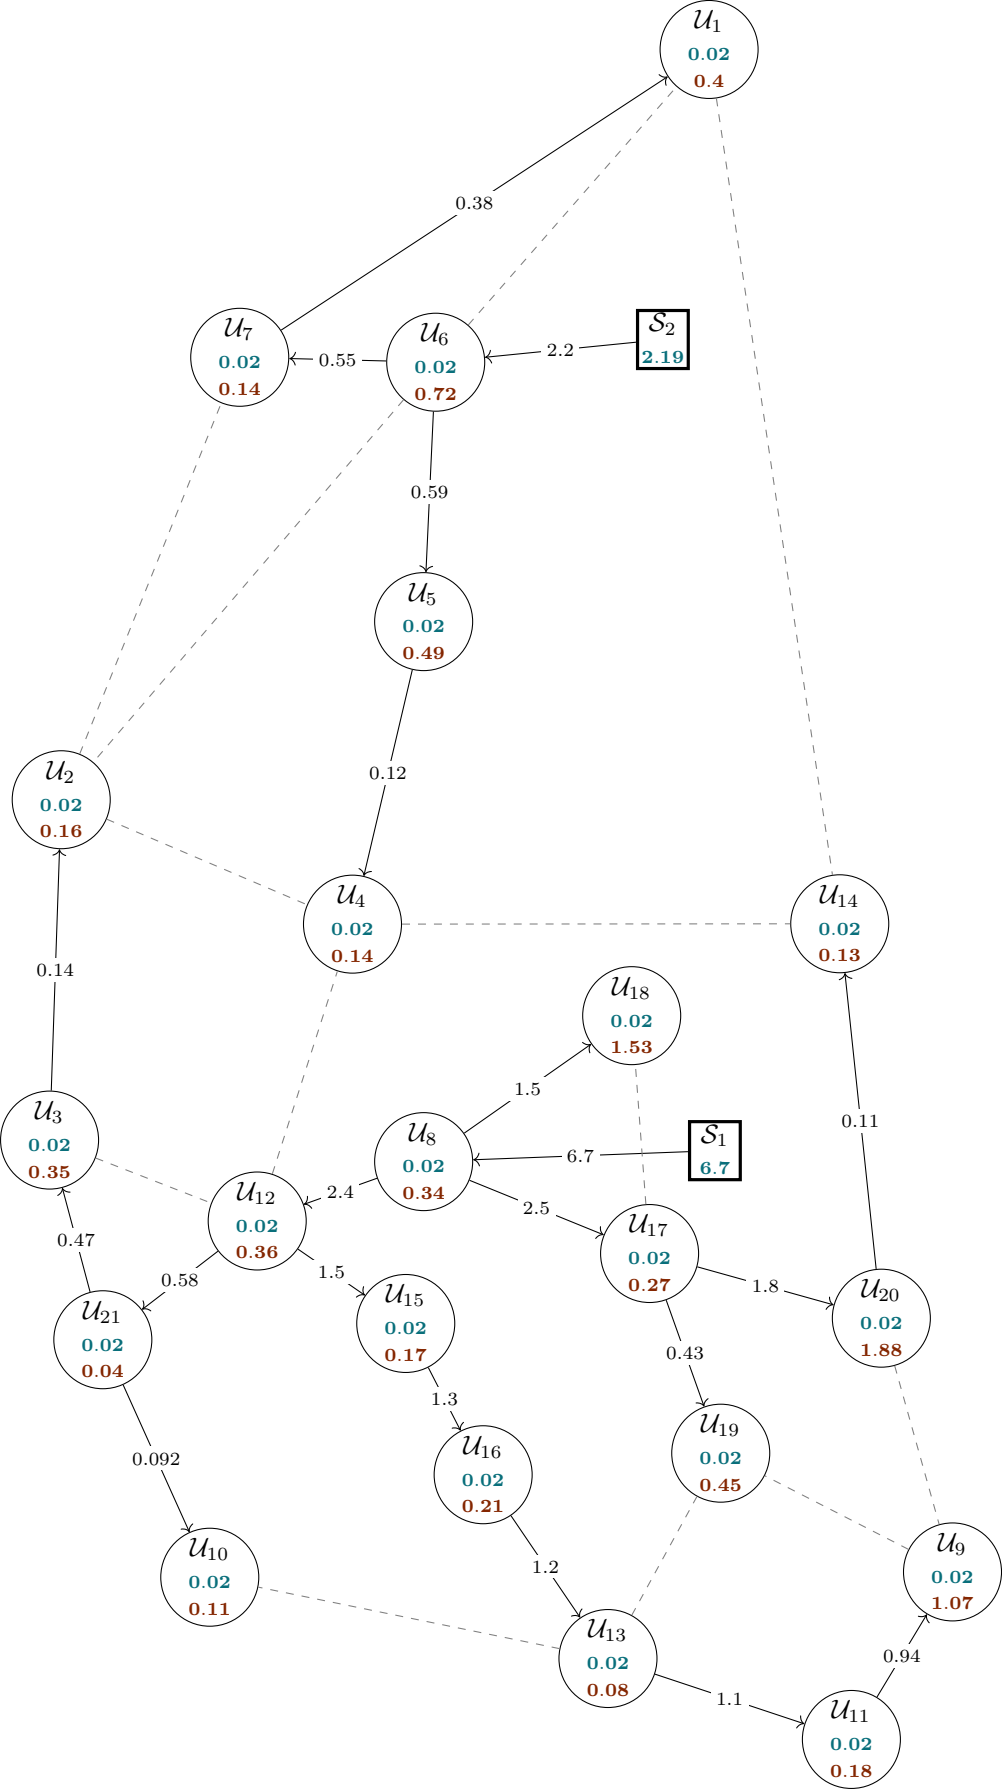 𝒰₁
0.02
0.4
0.38
𝒰₇
0.02
0.14
0.55
𝒰₆
0.02
0.72
2.2
𝒮₂
2.19
0.59
𝒰₅
0.02
0.49
0.12
𝒰₂
0.02
0.16
𝒰₄
0.02
0.14
𝒰₁₄
0.02
0.13
0.14
𝒰₁₈
0.02
1.53
1.5
0.11
𝒰₃
0.02
0.35
𝒰₈
0.02
0.34
6.7
𝒮₁
6.7
2.4
2.5
𝒰₁₂
0.02
0.36
𝒰₁₇
0.02
0.27
0.47
0.58
1.5
1.8
𝒰₂₁
0.02
0.04
𝒰₁₅
0.02
0.17
𝒰₂₀
0.02
1.88
0.43
1.3
0.092
𝒰₁₆
0.02
0.21
𝒰₁₉
0.02
0.45
1.2
𝒰₁₀
0.02
0.11
𝒰₉
0.02
1.07
𝒰₁₃
0.02
0.08
0.94
1.1
𝒰₁₁
0.02
0.18